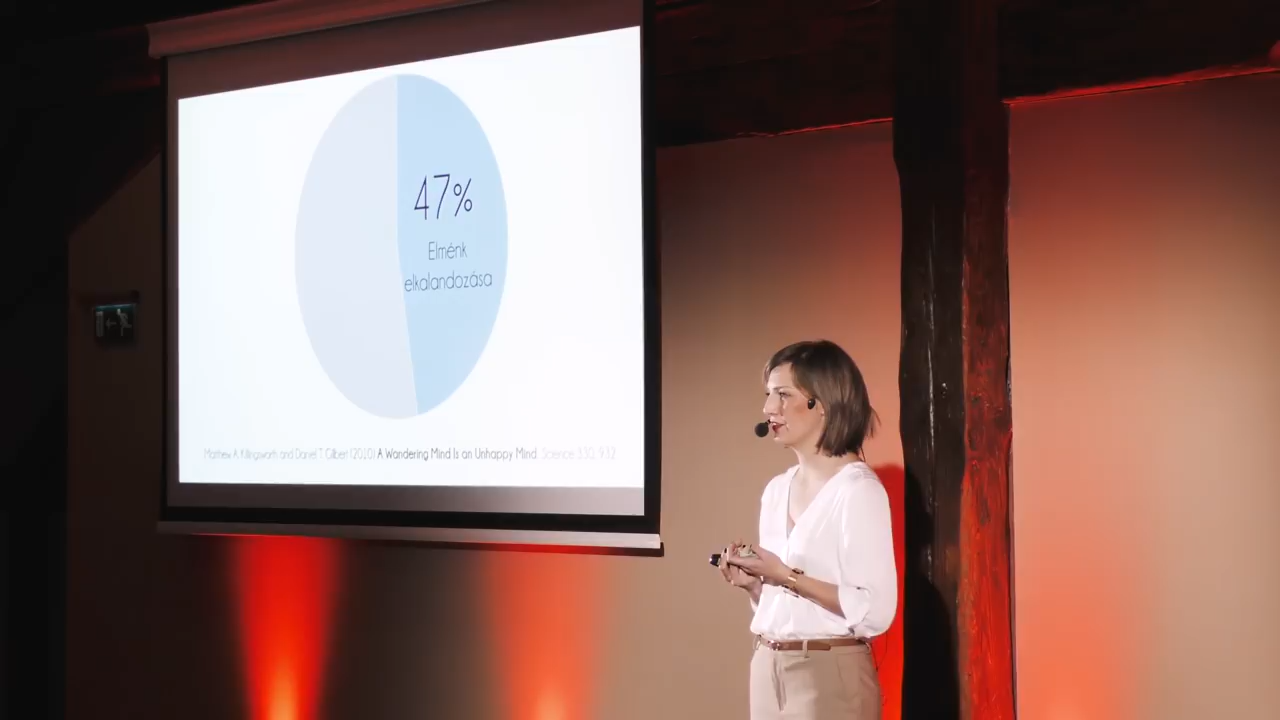 47%
Elménk
elkalandozása
Matthew A. Killingsworth and Daniel T. Gilbert (2010) A Wandering Mind Is an Unhappy Mind. Science 330, 932